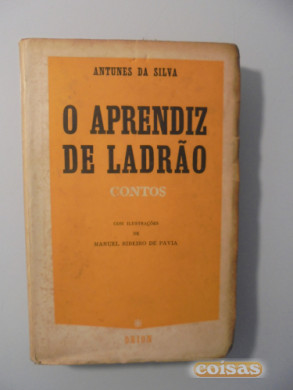 ANTUNES DA SILVA
O APRENDIZ
DE LADRÃO
CONTOS
COM ILUSTRAÇÕES
DE
MANUEL RIBEIRO DE PAVIA
coisas